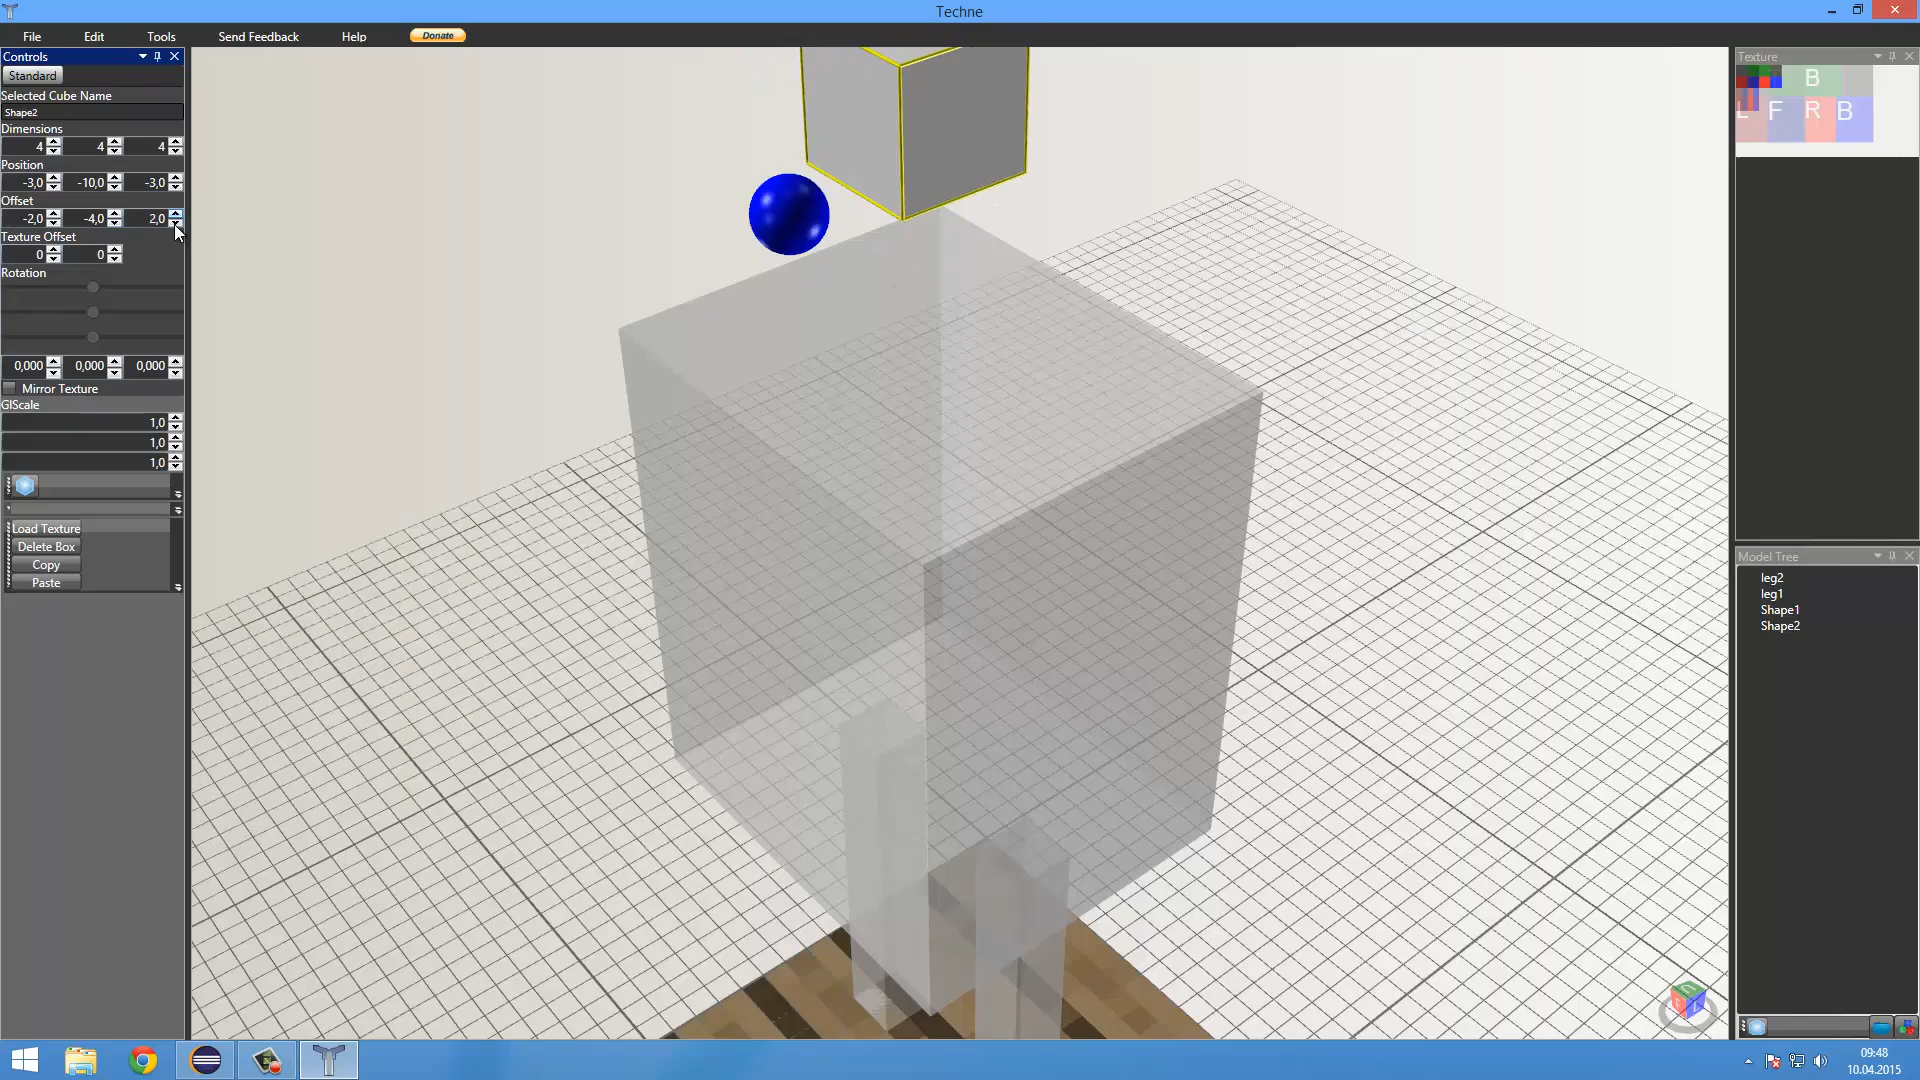 Techne
File Edit Tools Send Feedback Help Donate
Controls
Standard
Selected Cube Name
Shape2
Dimensions
4 4 4
Position
-3,0 -10,0 -3,0
Offset
-2,0 -4,0 2,0
Texture Offset
0 0
Rotation
0,000 0,000 0,000
Mirror Texture
GlScale
1,0
1,0
1,0
Load Texture
Delete Box
Copy
Paste
Texture
B
L F R B
Model Tree
leg2
leg1
Shape1
Shape2
09:48
10.04.2015